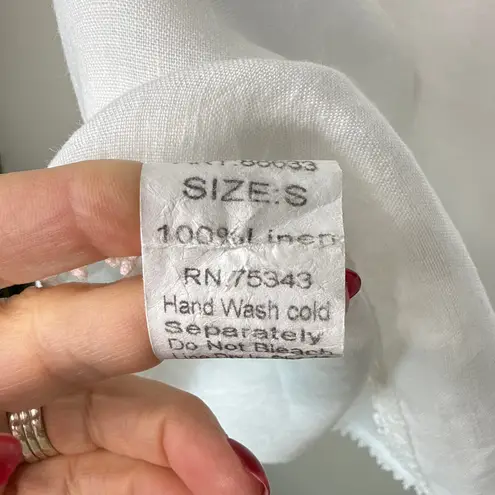 SIZE:S
100%Linen
RN.75343
Hand Wash cold
Separately
Do Not Bleach